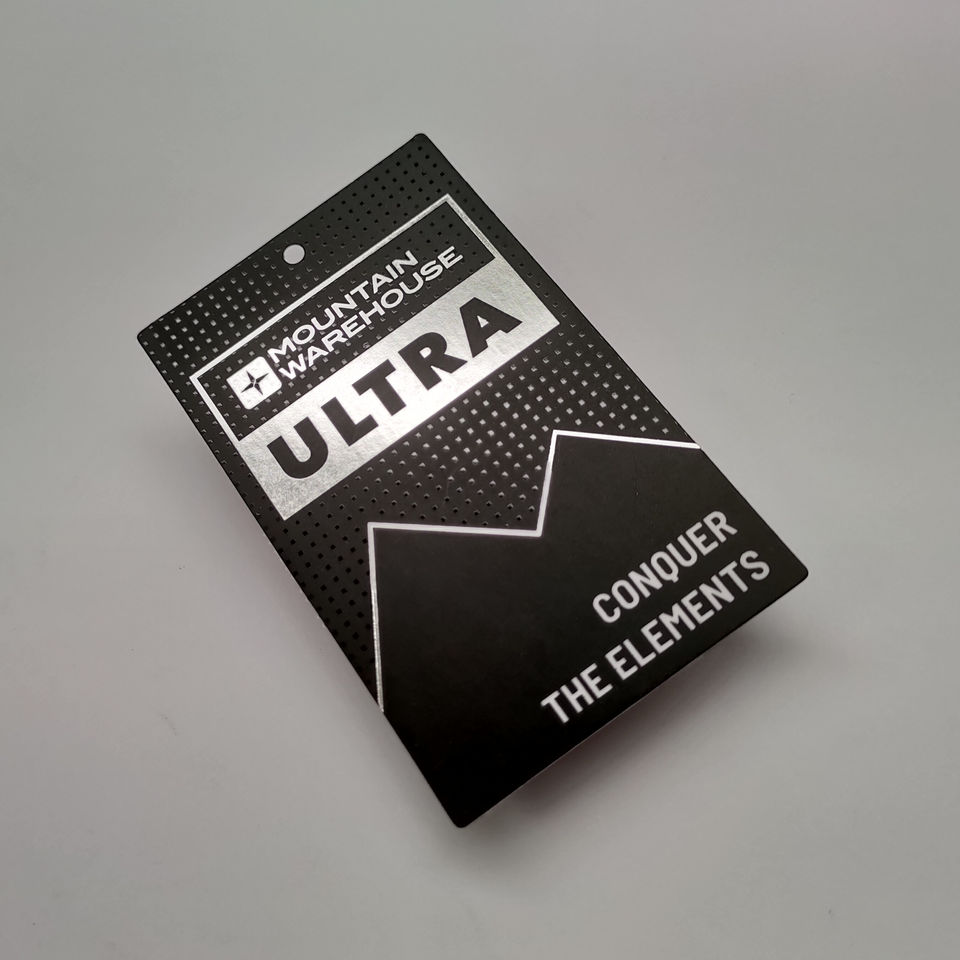 MOUNTAIN
WAREHOUSE
ULTRA
CONQUER
THE ELEMENTS